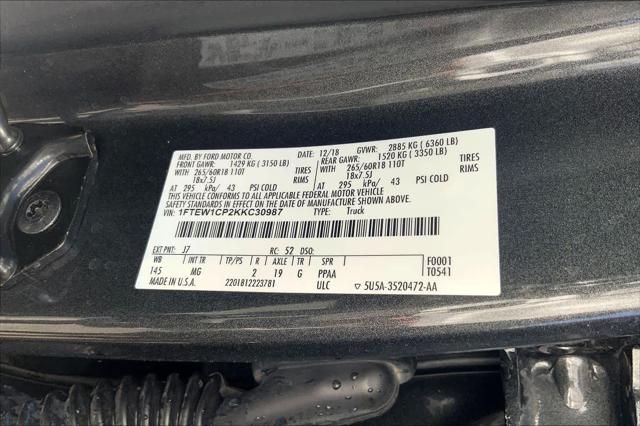 MFD. BY FORD MOTOR CO. DATE: 12/18 GVWR: 2885 KG ( 6360 LB)
FRONT GAWR: 1429 KG ( 3150 LB) REAR GAWR: 1520 KG ( 3350 LB)
WITH 265/60R18 110T TIRES WITH 265/60R18 110T TIRES
18x7.5J RIMS 18x7.5J RIMS
AT 295 kPa/ 43 PSI COLD AT 295 kPa/ 43 PSI COLD
THIS VEHICLE CONFORMS TO ALL APPLICABLE FEDERAL MOTOR VEHICLE
SAFETY STANDARDS IN EFFECT ON THE DATE OF MANUFACTURE SHOWN ABOVE.
VIN: 1FTEW1CP2KKC30987 TYPE: Truck
EXT PNT: J7 RC: 52 DSO: F0001
WB INT TR TP/PS R AXLE TR SPR T0541
145 MG 2 19 G PPAA
MADE IN U.S.A. 2201812223781 ULC ▽ 5U5A-3520472-AA